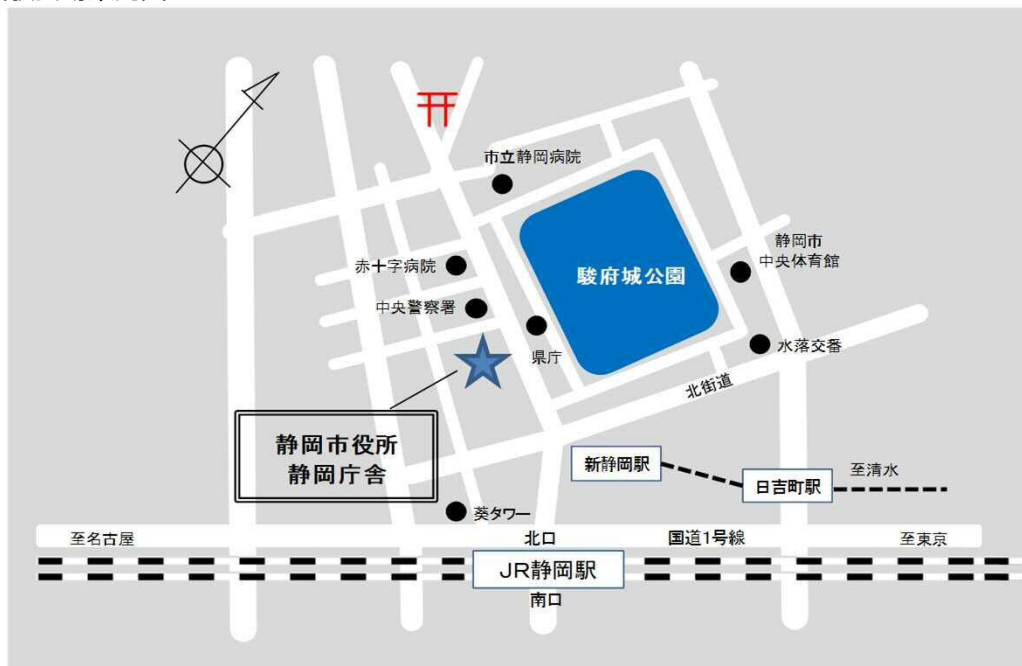 市立静岡病院
静岡市
中央体育館
赤十字病院
駿府城公園
中央警察署
県庁
水落交番
北街道
静岡市役所
静岡庁舎
新静岡駅
至清水
日吉町駅
葵タワー
至名古屋
北口
国道1号線
至東京
JR静岡駅
南口